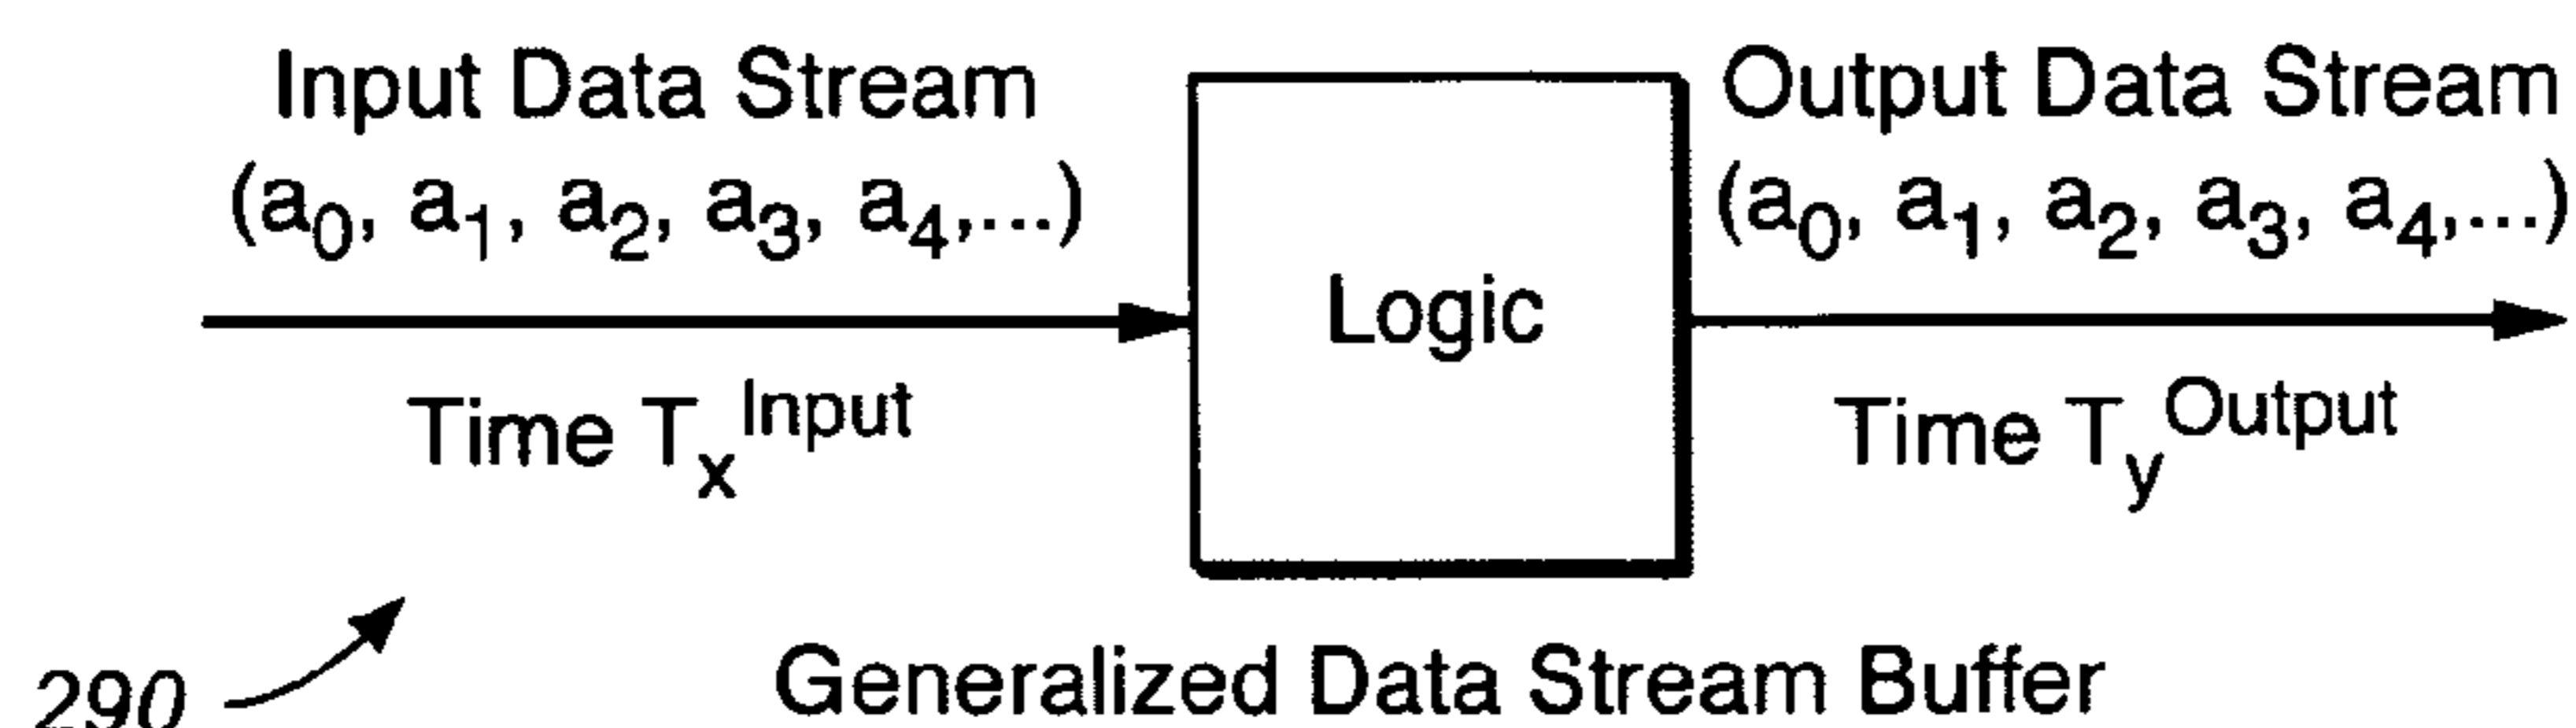 Input Data Stream
(a₀, a₁, a₂, a₃, a₄,...)
Time Tₓ^Input
Logic
Output Data Stream
(a₀, a₁, a₂, a₃, a₄,...)
Time T_y^Output
290
Generalized Data Stream Buffer